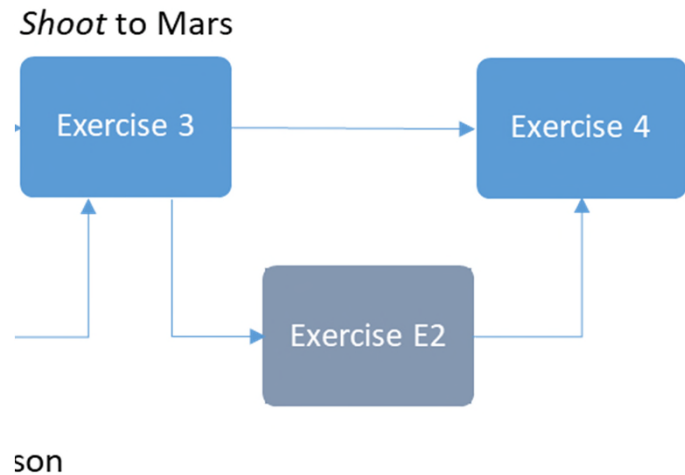 Shoot to Mars
Exercise 3
Exercise 4
Exercise E2
son